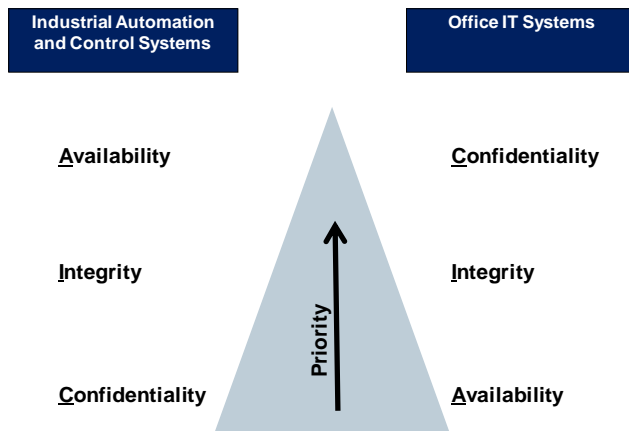 Industrial Automation
and Control Systems
Office IT Systems
Availability
Confidentiality
Integrity
Integrity
Priority
Confidentiality
Availability